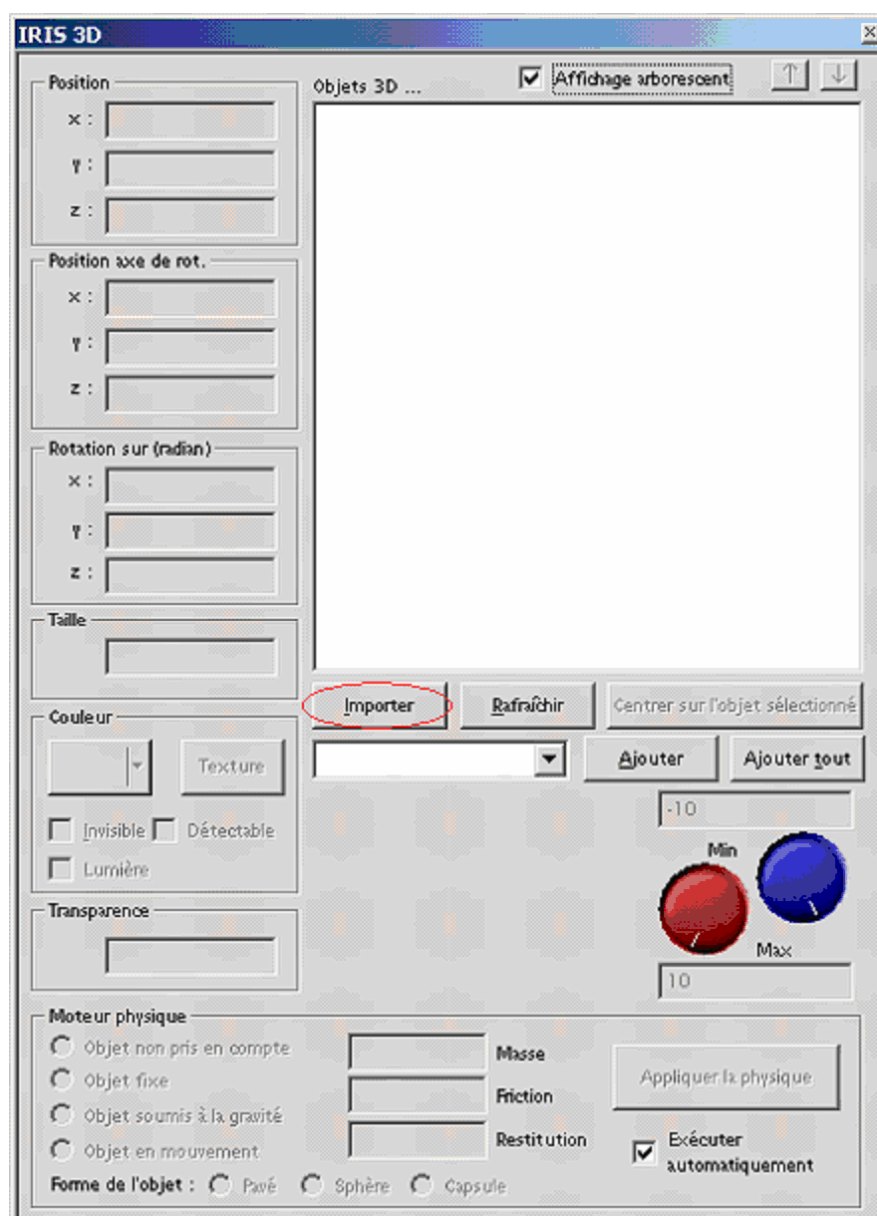 IRIS 3D
Position
X :
Y :
Z :
Position axe de rot.
X :
Y :
Z :
Rotation sur (radian)
X :
Y :
Z :
Taille
Couleur
Texture
Invisible
Détectable
Lumière
Transparence
Objets 3D ...
Affichage arborescent
Importer
Rafraîchir
Centrer sur l'objet sélectionné
Ajouter
Ajouter tout
-10
Min
Max
10
Moteur physique
Objet non pris en compte
Objet fixe
Objet soumis à la gravité
Objet en mouvement
Masse
Friction
Restitution
Appliquer la physique
Exécuter
automatiquement
Forme de l'objet :
Pavé
Sphère
Capsule